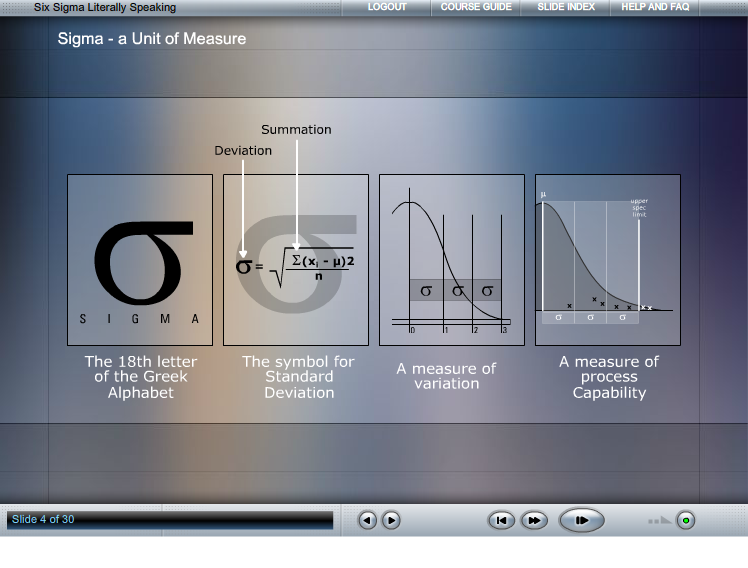 Six Sigma Literally Speaking
LOGOUT
COURSE GUIDE
SLIDE INDEX
HELP AND FAQ
Sigma - a Unit of Measure
Summation
Deviation
σ
S I G M A
σ
σ = √ Σ(xi - μ)2
n
σ σ σ
0 1 2 3
μ
upper
spec
limit
σ σ σ
The 18th letter
of the Greek
Alphabet
The symbol for
Standard
Deviation
A measure of
variation
A measure of
process
Capability
Slide 4 of 30